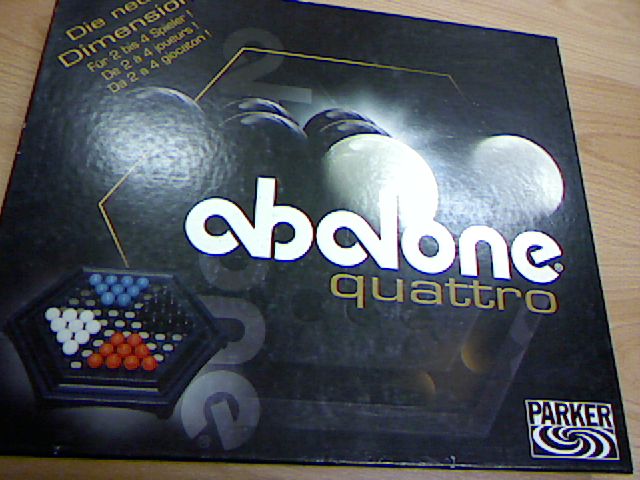 Die neue
Dimension
Für 2 bis 4 Spieler !
De 2 à 4 joueurs !
Da 2 a 4 giocatori !
abalone®
quattro
PARKER